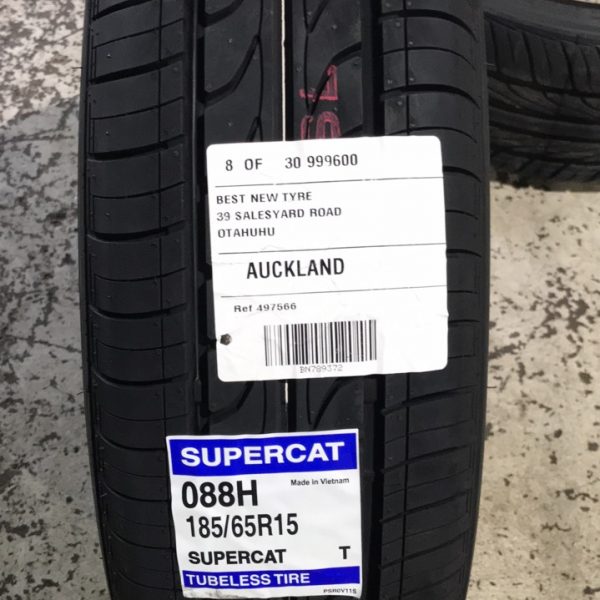 8 OF 30 999600
BEST NEW TYRE
39 SALESYARD ROAD
OTAHUHU
AUCKLAND
Ref 497566
BN789372
SUPERCAT
088H Made in Vietnam
185/65R15
SUPERCAT T
TUBELESS TIRE
PSR0V115